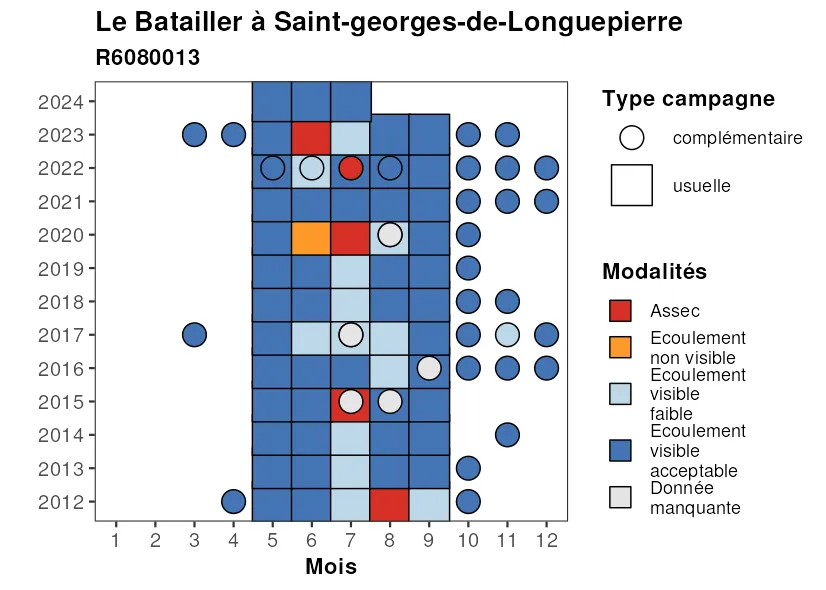 Le Batailler à Saint-georges-de-Longuepierre
R6080013
2024
2023
2022
2021
2020
2019
2018
2017
2016
2015
2014
2013
2012
1 2 3 4 5 6 7 8 9 10 11 12
Mois
Type campagne
complémentaire
usuelle
Modalités
Assec
Ecoulement
non visible
Ecoulement
visible
faible
Ecoulement
visible
acceptable
Donnée
manquante